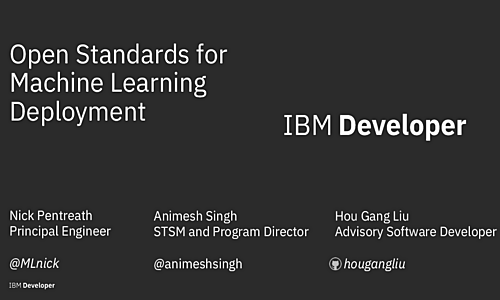 Open Standards for
Machine Learning
Deployment
IBM Developer
Nick Pentreath
Principal Engineer
@MLnick
Animesh Singh
STSM and Program Director
@animeshsingh
Hou Gang Liu
Advisory Software Developer
hougangliu
IBM Developer